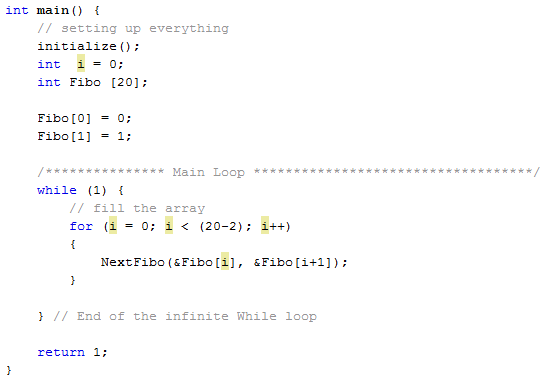 int main() {
    // setting up everything
    initialize();
    int  i = 0;
    int Fibo [20];

    Fibo[0] = 0;
    Fibo[1] = 1;

    /*************** Main Loop ***********************************/
    while (1) {
        // fill the array
        for (i = 0; i < (20-2); i++)
        {
            NextFibo(&Fibo[i], &Fibo[i+1]);
        }

    } // End of the infinite While loop

    return 1;
}